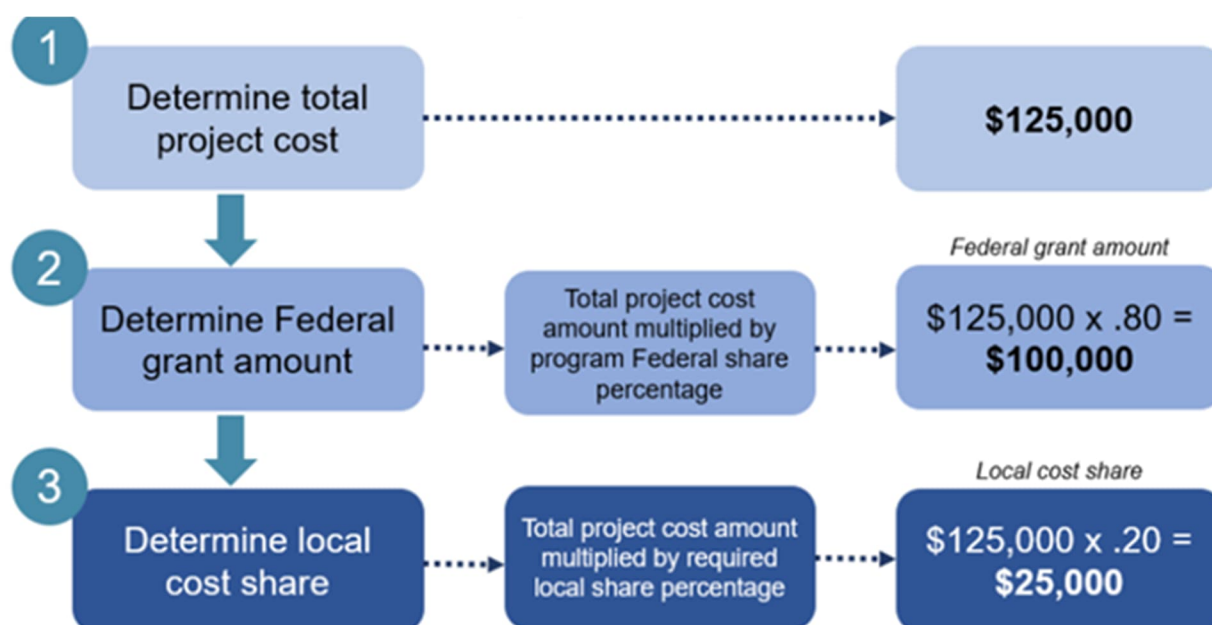 1
Determine total
project cost
$125,000
2
Determine Federal
grant amount
Total project cost
amount multiplied by
program Federal share
percentage
Federal grant amount
$125,000 x .80 =
$100,000
3
Determine local
cost share
Total project cost amount
multiplied by required
local share percentage
Local cost share
$125,000 x .20 =
$25,000